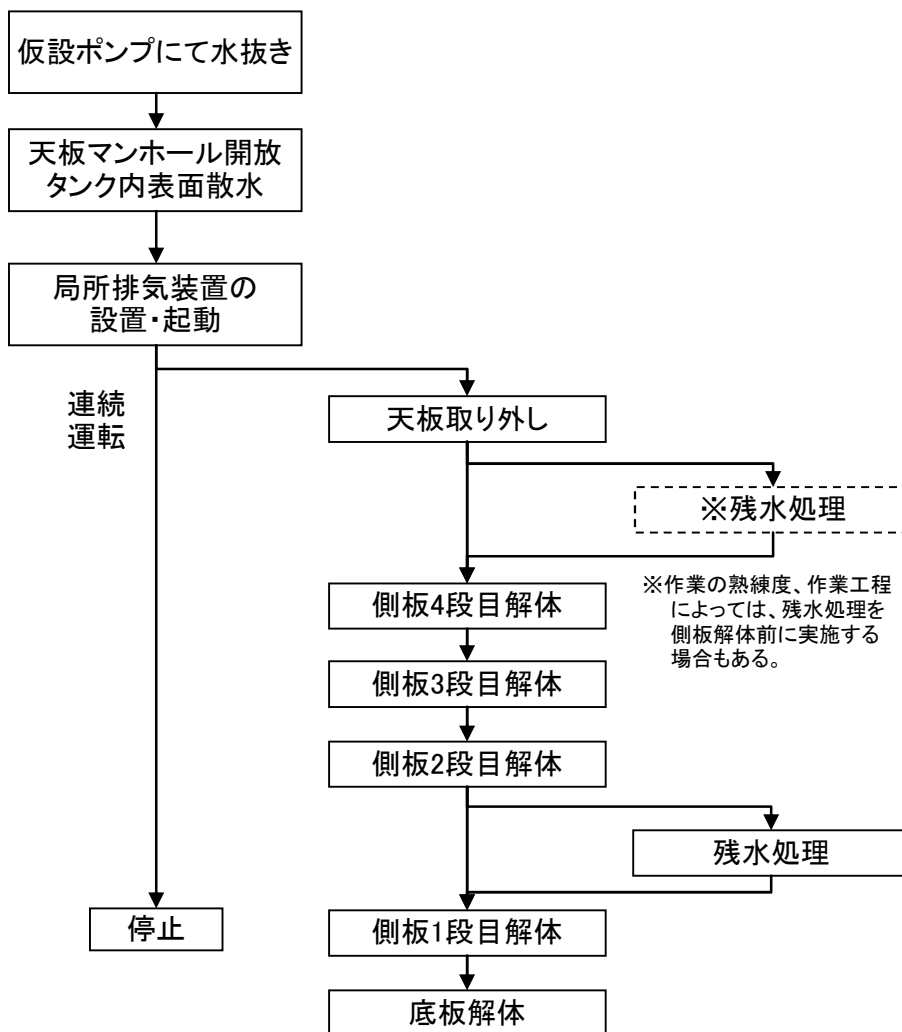 仮設ポンプにて水抜き
天板マンホール開放
タンク内表面散水
局所排気装置の
設置・起動
連続
運転
天板取り外し
※残水処理
※作業の熟練度、作業工程
によっては、残水処理を
側板解体前に実施する
場合もある。
側板4段目解体
側板3段目解体
側板2段目解体
残水処理
停止
側板1段目解体
底板解体